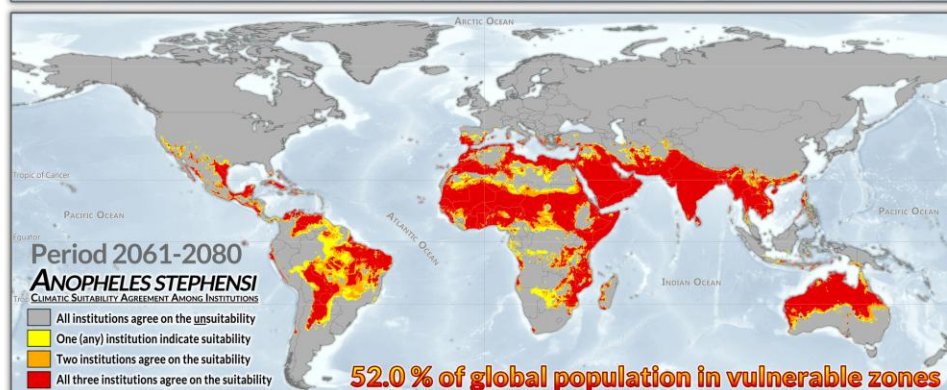 ARCTIC OCEAN
Tropic of Cancer
PACIFIC OCEAN
PACIFIC OCEAN
ATLANTIC OCEAN
Equator
INDIAN OCEAN
Period 2061-2080
ANOPHELES STEPHENSI
Trop
CLIMATIC SUITABILITY AGREEMENT AMONG INSTITUTIONS
All institutions agree on the unsuitability
One (any) institution indicate suitability
Two institutions agree on the suitability
All three institutions agree on the suitability
52.0 % of global population in vulnerable zones